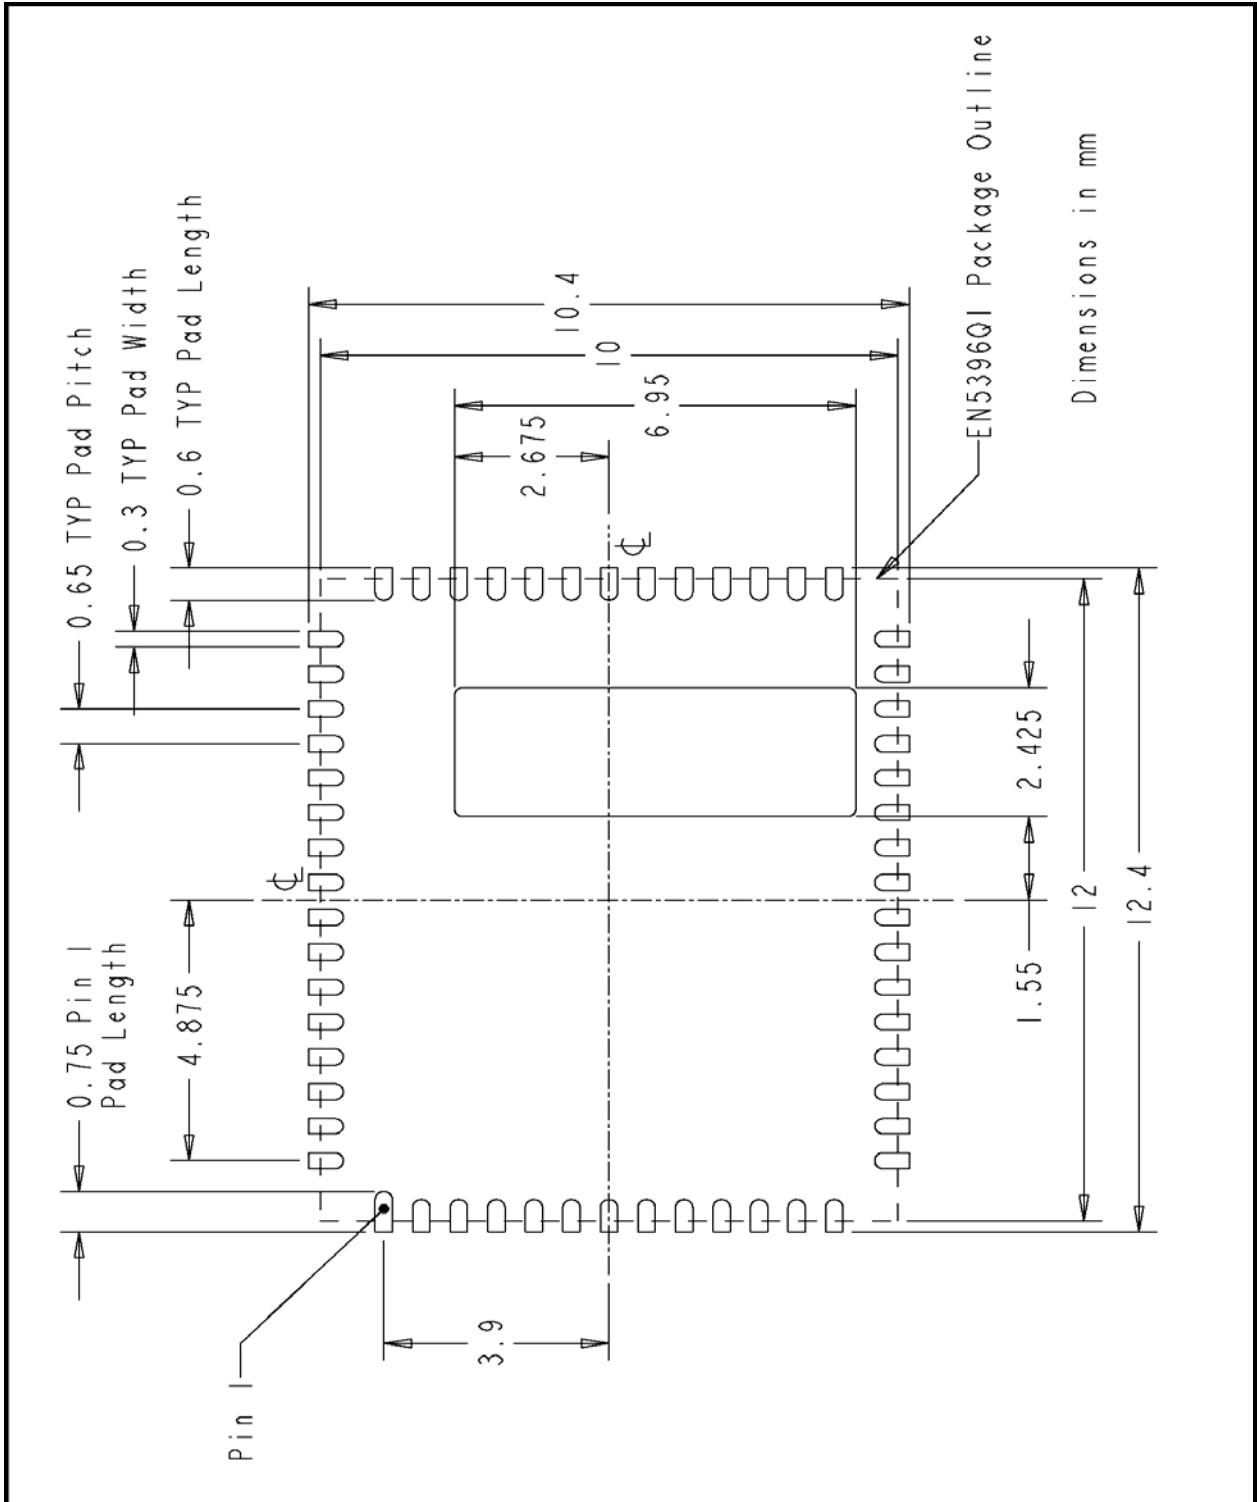 0.75 Pin 1
Pad Length
0.65 TYP Pad Pitch
0.3 TYP Pad Width
0.6 TYP Pad Length
4.875
CL
10.4
10
6.95
2.675
CL
Pin 1
3.9
1.55
2.425
12
12.4
EN5396QI Package Outline
Dimensions in mm